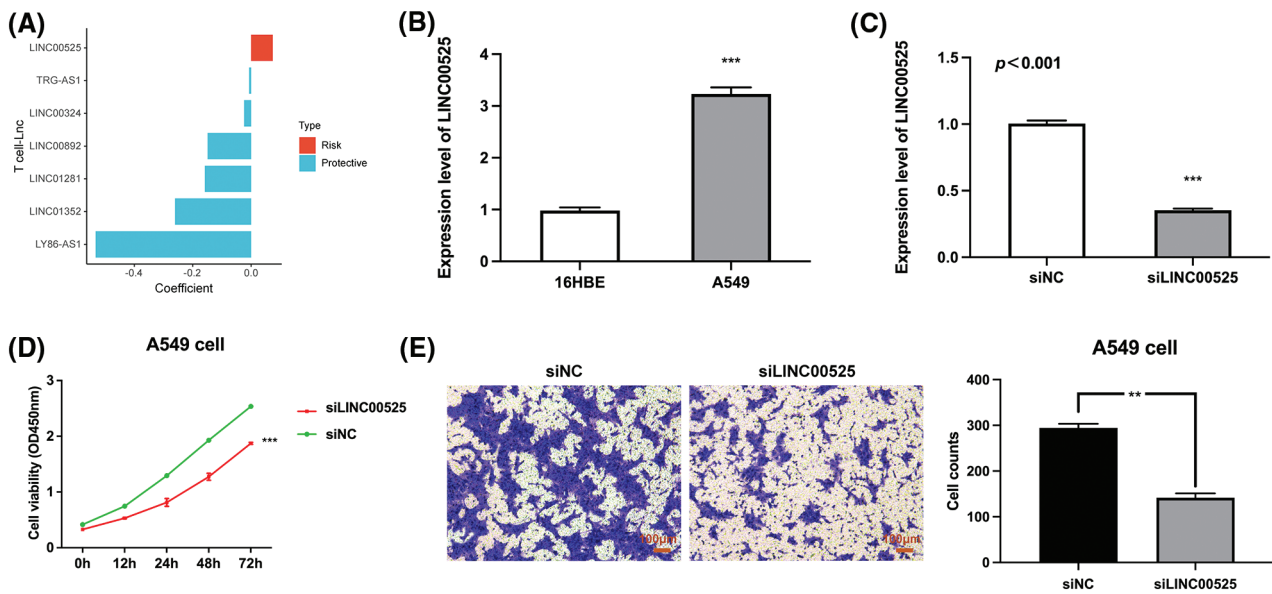 (A)
LINC00525
TRG-AS1
LINC00324
LINC00892
LINC01281
LINC01352
LY86-AS1
T cell-Lnc
-0.4
-0.2
0.0
Coefficient
Type
Risk
Protective
(B)
Expression level of LINC00525
4
3
2
1
0
***
16HBE
A549
(C)
Expression level of LINC00525
1.5
1.0
0.5
0.0
p<0.001
***
siNC
siLINC00525
(D)
A549 cell
Cell viability (OD450nm)
3
2
1
0
0h
12h
24h
48h
72h
***
siLINC00525
siNC
(E)
siNC
siLINC00525
100μm
100μm
A549 cell
Cell counts
400
300
200
100
0
**
siNC
siLINC00525